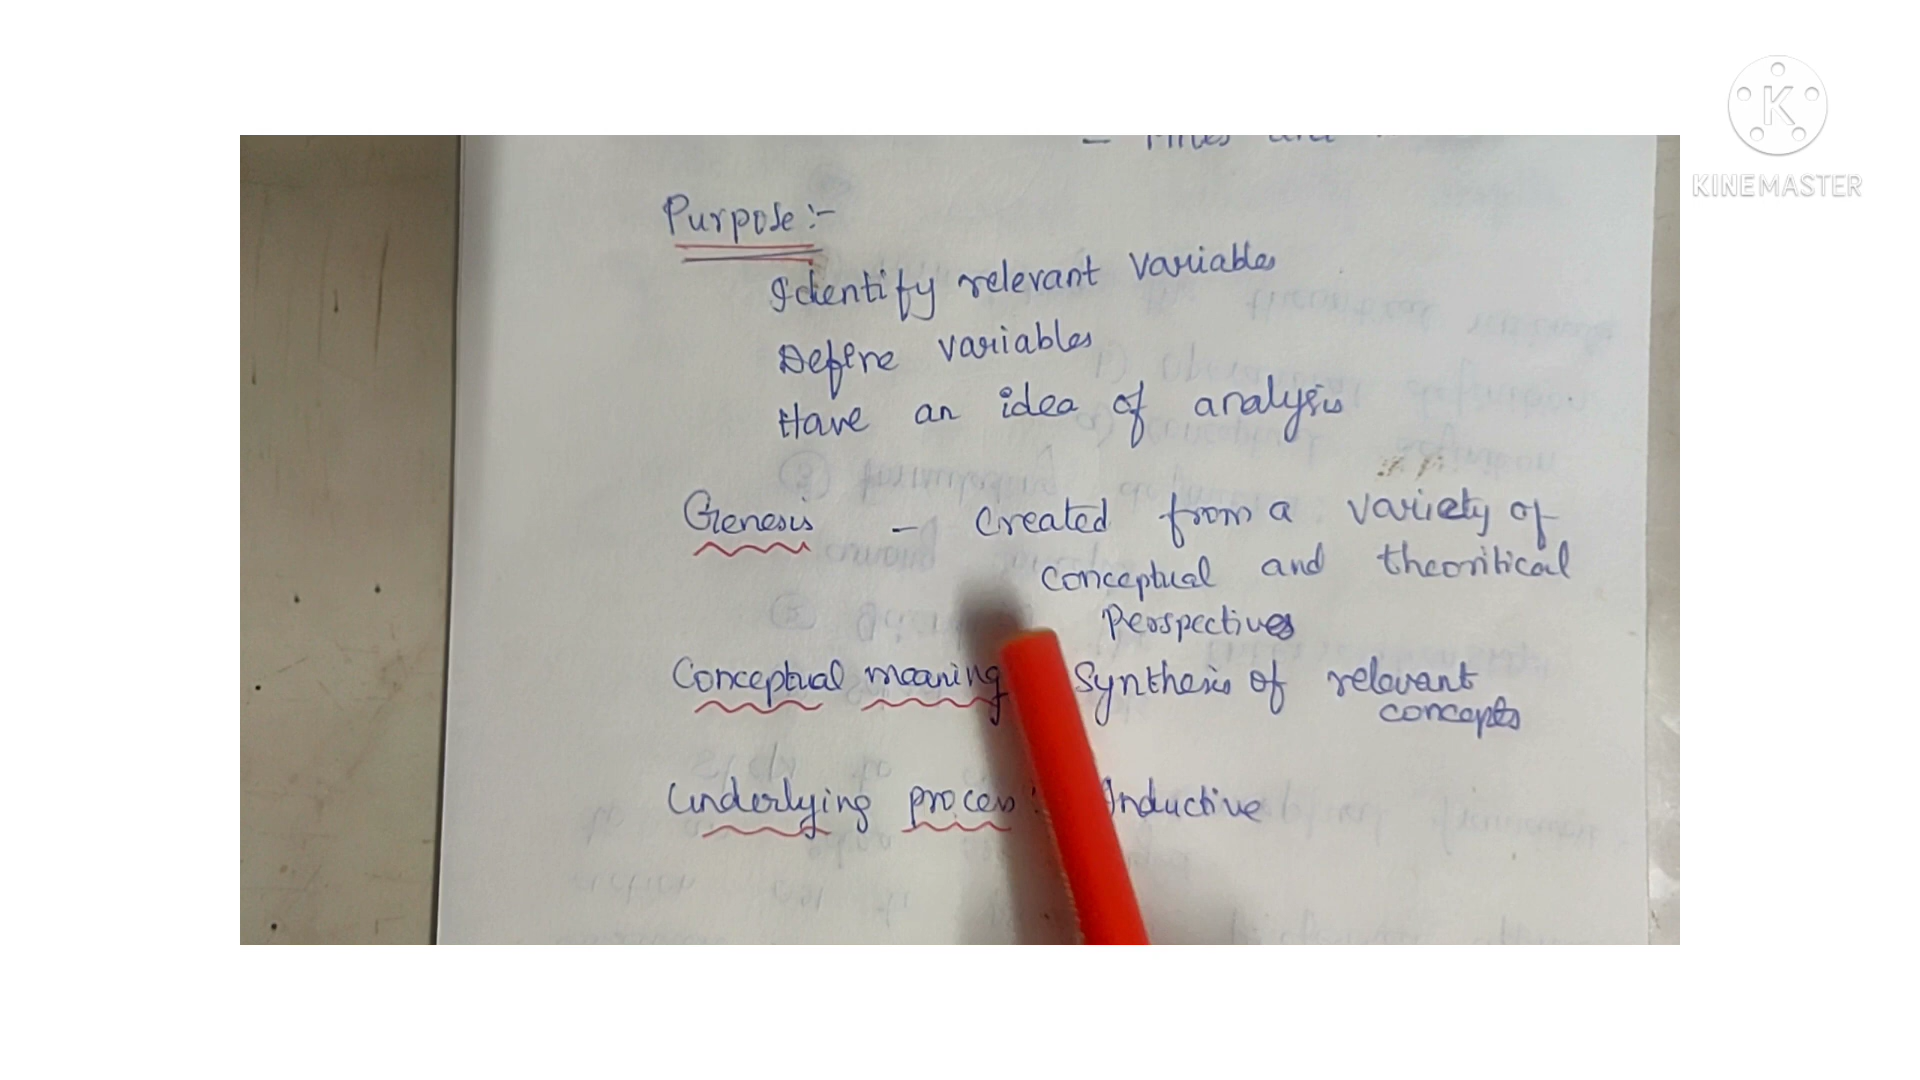 K
KINEMASTER
Purpose :-
Identify relevant variables
Define variables
Have an idea of analysis
Genesis - Created from a variety of
conceptual and theoritical
Perspectives
Conceptual meaning Synthesis of relevant
concepts
Underlying process : Inductive